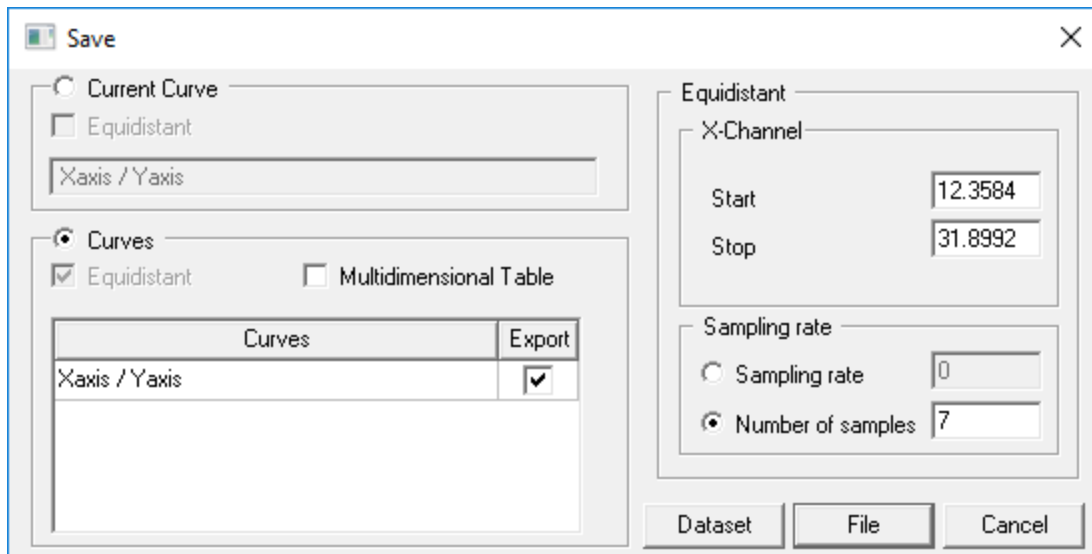 Save
Current Curve
Equidistant
Xaxis / Yaxis
Curves
Equidistant Multidimensional Table
Curves Export
Xaxis / Yaxis
Equidistant
X-Channel
Start 12.3584
Stop 31.8992
Sampling rate
Sampling rate 0
Number of samples 7
Dataset File Cancel